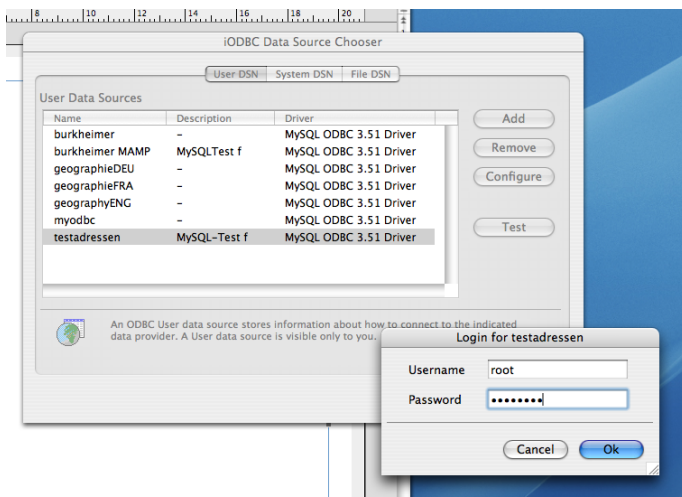 8 10 12 14 16 18 20
iODBC Data Source Chooser
User DSN System DSN File DSN
User Data Sources
Name Description Driver
burkheimer – MySQL ODBC 3.51 Driver
burkheimer MAMP MySQLTest f MySQL ODBC 3.51 Driver
geographieDEU – MySQL ODBC 3.51 Driver
geographieFRA – MySQL ODBC 3.51 Driver
geographyENG – MySQL ODBC 3.51 Driver
myodbc – MySQL ODBC 3.51 Driver
testadressen MySQL-Test f MySQL ODBC 3.51 Driver
Add
Remove
Configure
Test
An ODBC User data source stores information about how to connect to the indicated
data provider. A User data source is visible only to you.
Login for testadressen
Username root
Password ••••••••
Cancel Ok